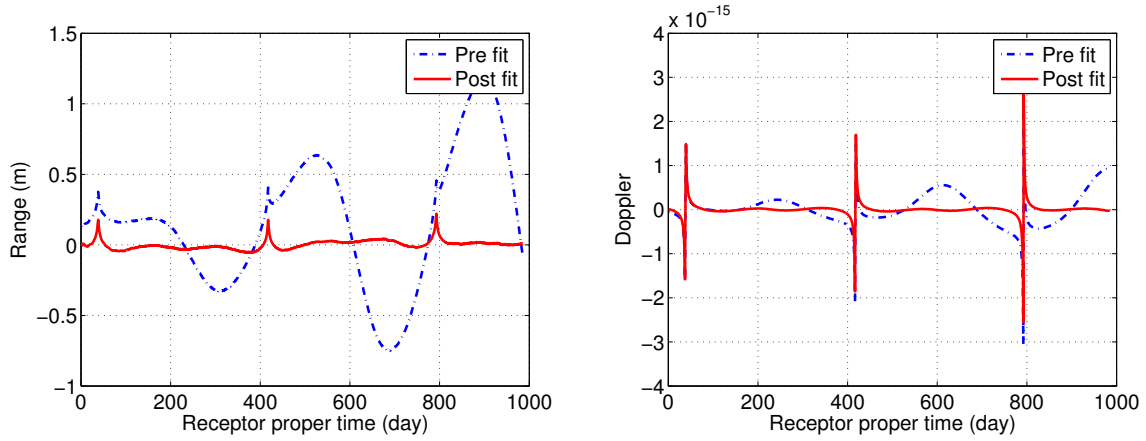 1.5
1
0.5
0
−0.5
−1
Range (m)
0 200 400 600 800 1000
Receptor proper time (day)
Pre fit
Post fit
x 10−15
4
3
2
1
0
−1
−2
−3
−4
Doppler
0 200 400 600 800 1000
Receptor proper time (day)
Pre fit
Post fit